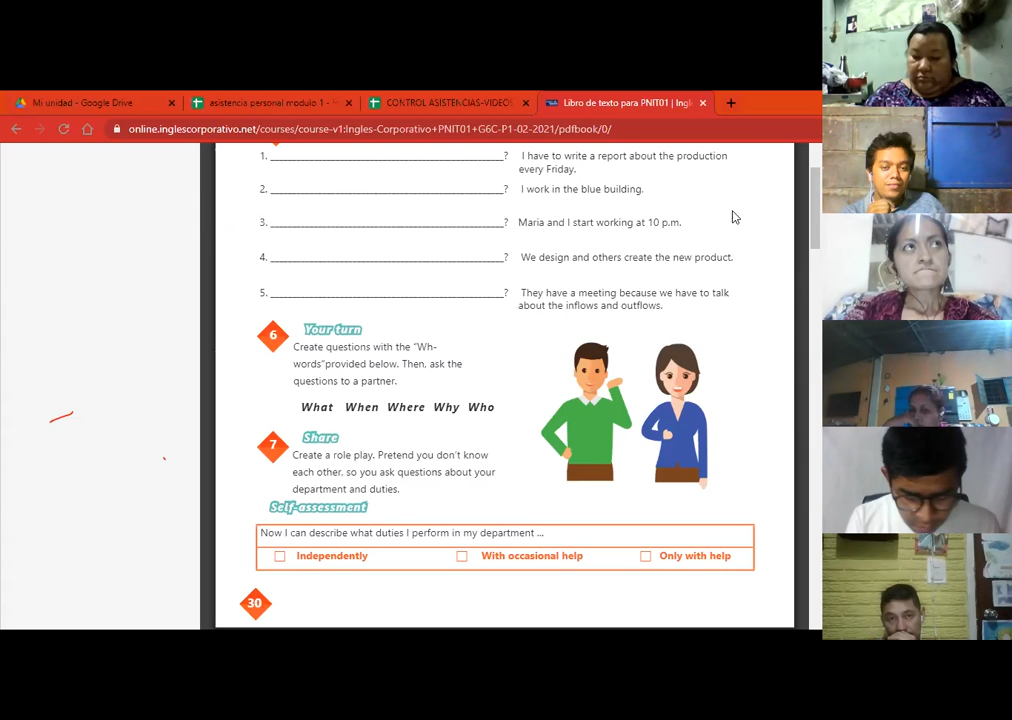 Mi unidad - Google Drive
asistencia personal modulo 1 -
CONTROL ASISTENCIAS-VIDEOS
Libro de texto para PNIT01 | Ingl
online.inglescorporativo.net/courses/course-v1:Ingles-Corporativo+PNIT01+G6C-P1-02-2021/pdfbook/0/
1. ______________________________? I have to write a report about the production
every Friday.
2. ______________________________? I work in the blue building.
3. ______________________________? Maria and I start working at 10 p.m.
4. ______________________________? We design and others create the new product.
5. ______________________________? They have a meeting because we have to talk
about the inflows and outflows.
6 Your turn
Create questions with the "Wh-
words"provided below. Then, ask the
questions to a partner.
What When Where Why Who
7 Share
Create a role play. Pretend you don't know
each other, so you ask questions about your
department and duties.
Self-assessment
Now I can describe what duties I perform in my department ...
Independently With occasional help Only with help
30